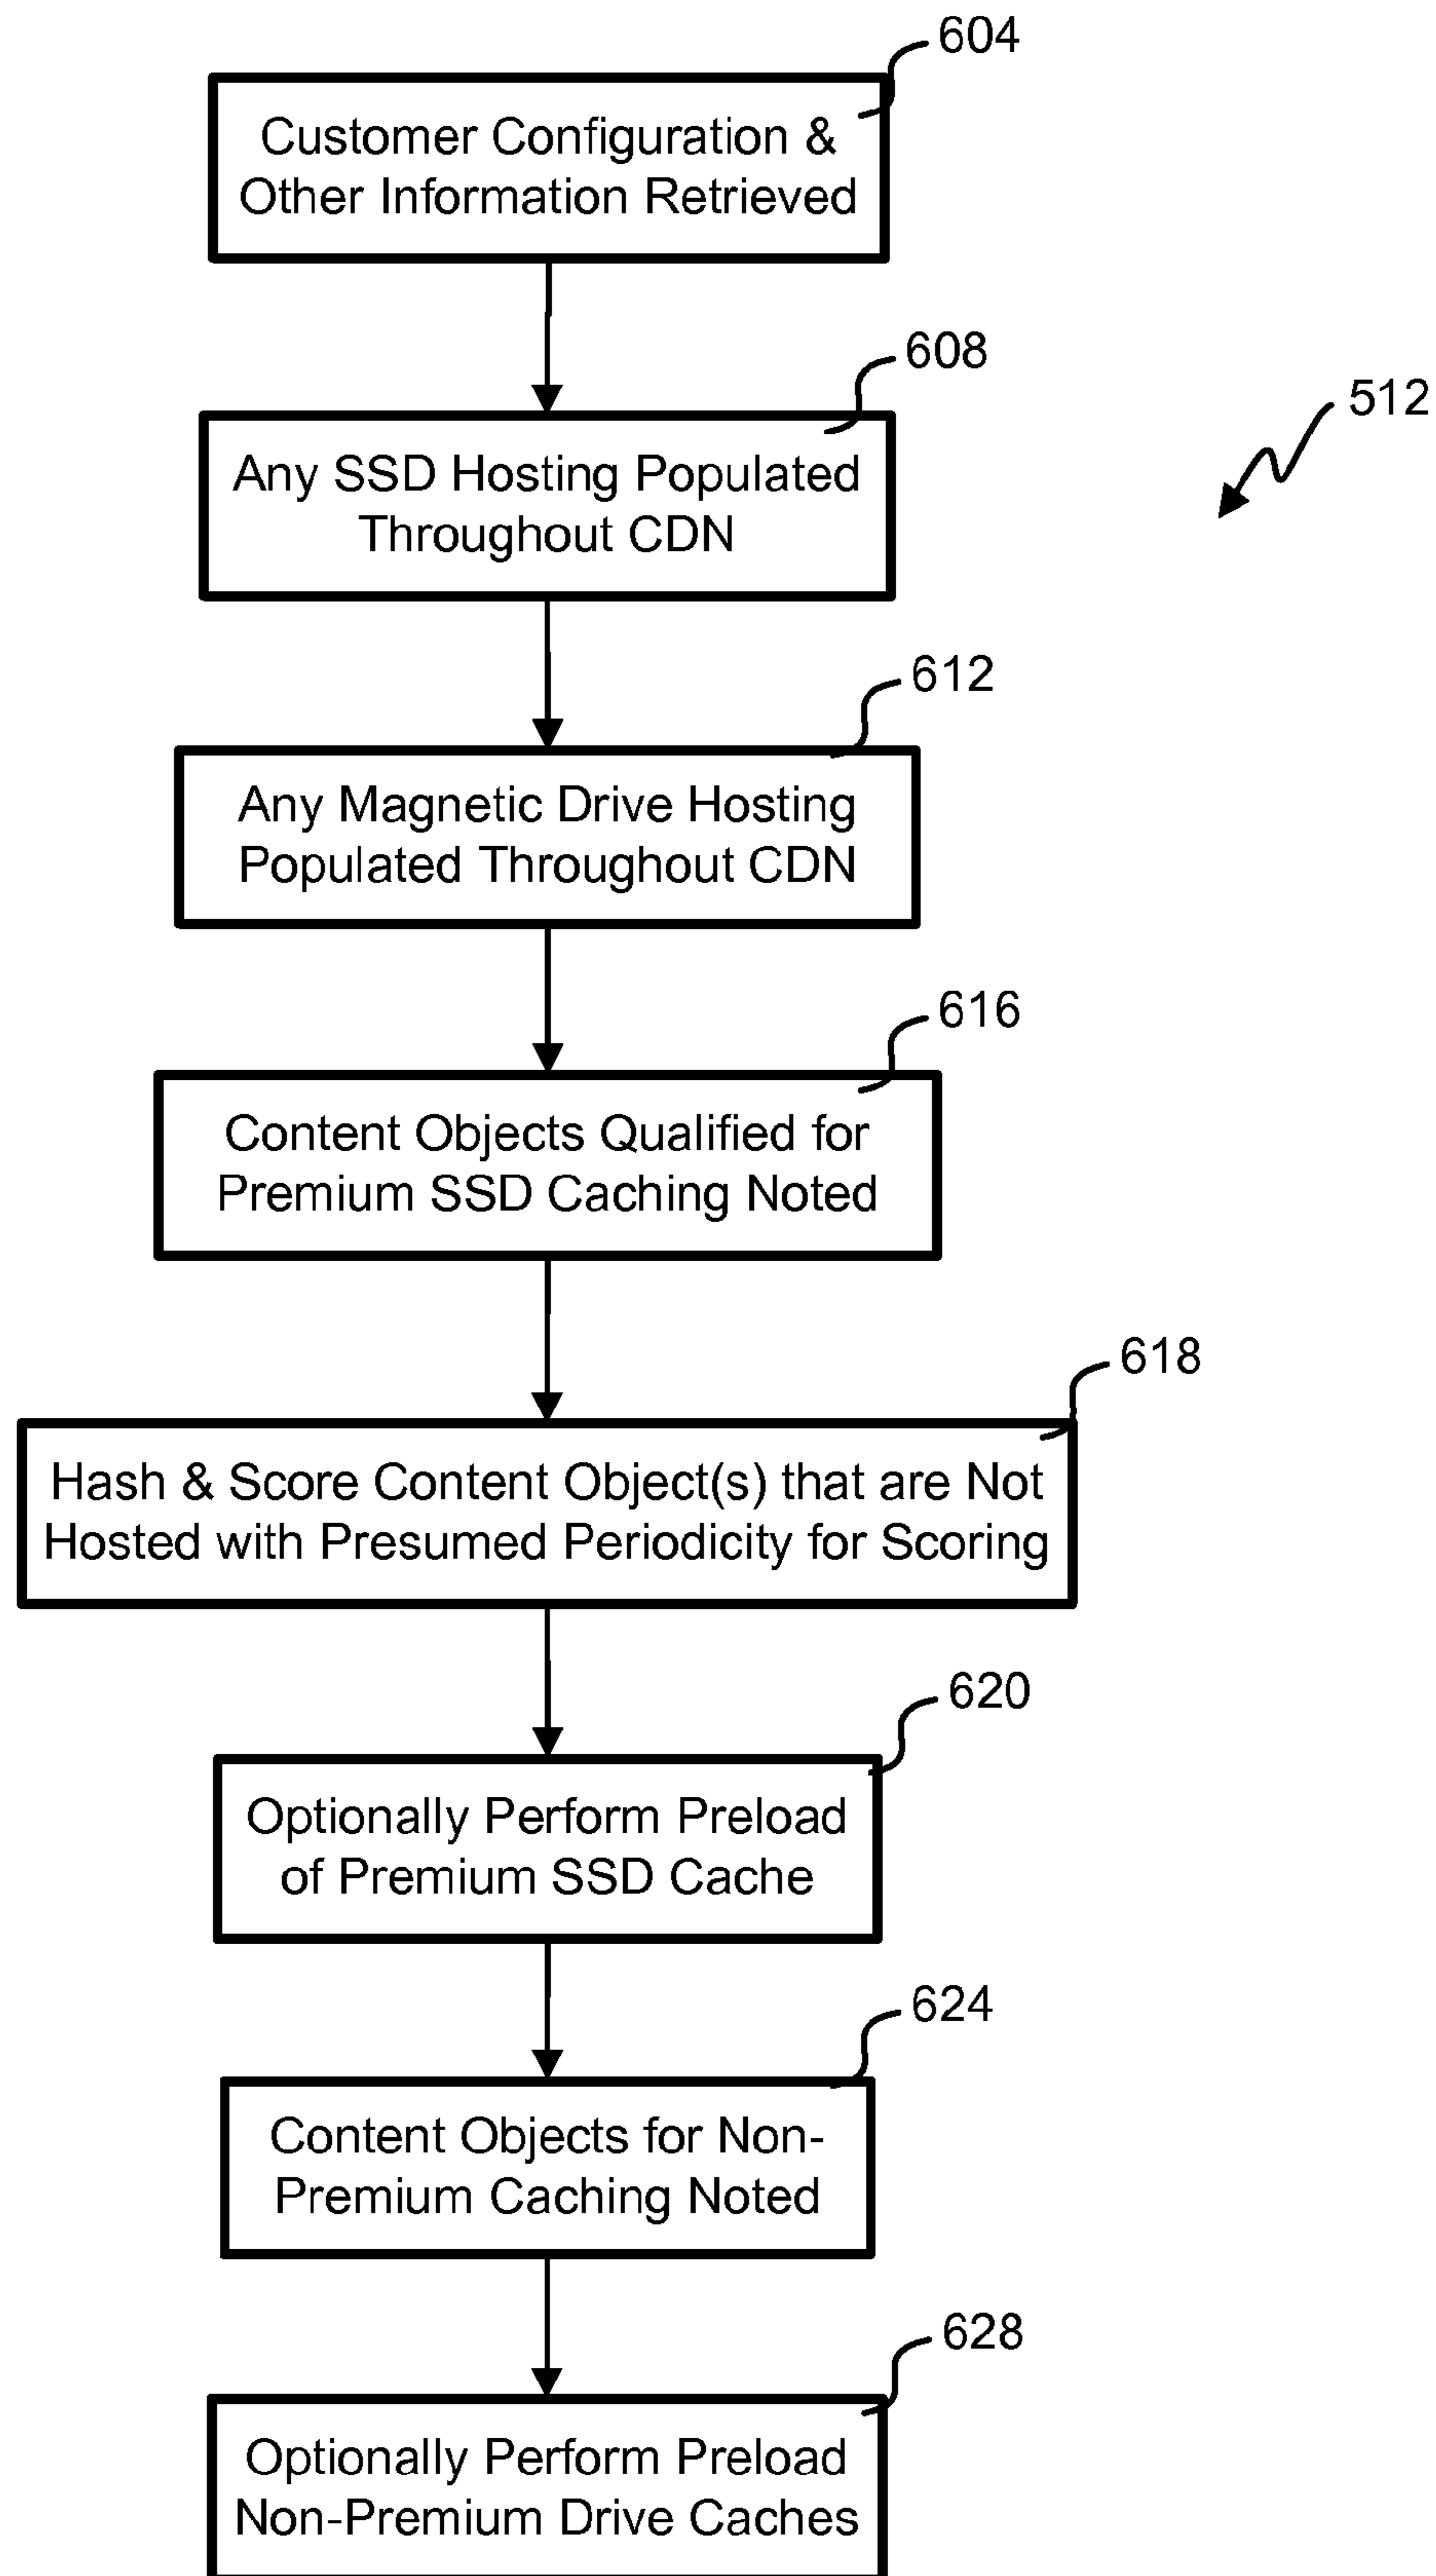 604
Customer Configuration &
Other Information Retrieved
608
512
Any SSD Hosting Populated
Throughout CDN
612
Any Magnetic Drive Hosting
Populated Throughout CDN
616
Content Objects Qualified for
Premium SSD Caching Noted
618
Hash & Score Content Object(s) that are Not
Hosted with Presumed Periodicity for Scoring
620
Optionally Perform Preload
of Premium SSD Cache
624
Content Objects for Non-
Premium Caching Noted
628
Optionally Perform Preload
Non-Premium Drive Caches